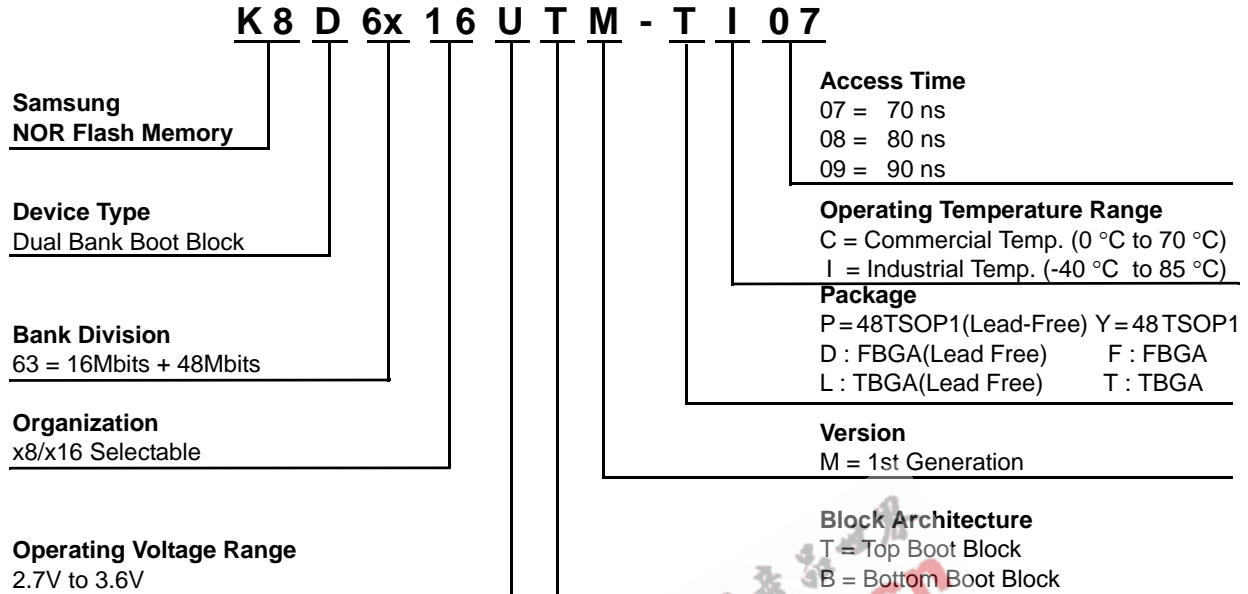 K 8 D 6x 1 6 U T M - T I 0 7
Samsung
NOR Flash Memory
Device Type
Dual Bank Boot Block
Bank Division
63 = 16Mbits + 48Mbits
Organization
x8/x16 Selectable
Operating Voltage Range
2.7V to 3.6V
Access Time
07 = 70 ns
08 = 80 ns
09 = 90 ns
Operating Temperature Range
C = Commercial Temp. (0 °C to 70 °C)
I = Industrial Temp. (-40 °C to 85 °C)
Package
P = 48TSOP1(Lead-Free) Y = 48 TSOP1
D : FBGA(Lead Free) F : FBGA
L : TBGA(Lead Free) T : TBGA
Version
M = 1st Generation
Block Architecture
T = Top Boot Block
B = Bottom Boot Block